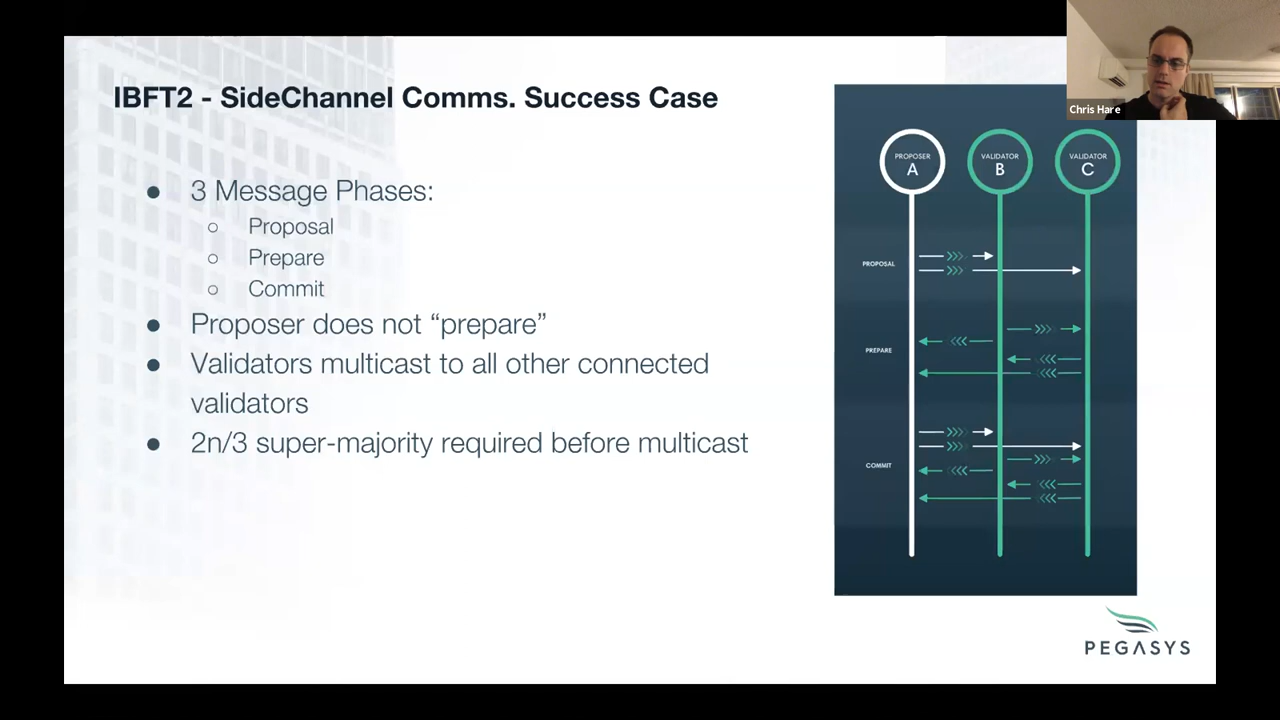 IBFT2 - SideChannel Comms. Success Case
● 3 Message Phases:
○ Proposal
○ Prepare
○ Commit
● Proposer does not “prepare”
● Validators multicast to all other connected
validators
● 2n/3 super-majority required before multicast
Chris Hare
PROPOSER
A
VALIDATOR
B
VALIDATOR
C
PROPOSAL
PREPARE
COMMIT
PEGASYS